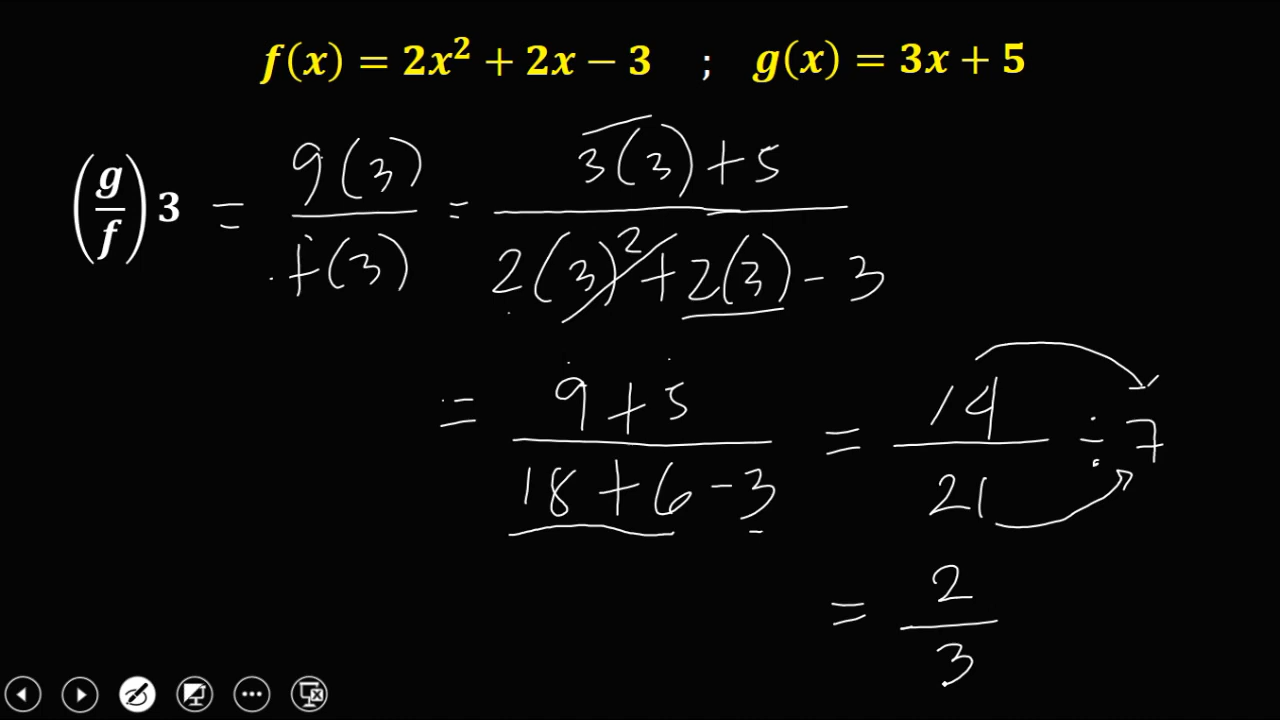 f(x) = 2x² + 2x − 3 ; g(x) = 3x + 5
(g/f)3 = g(3)/f(3) = (3(3)+5)/(2(3)²+2(3)−3)
= (9+5)/(18+6−3) = 14/21 ÷ 7
= 2/3